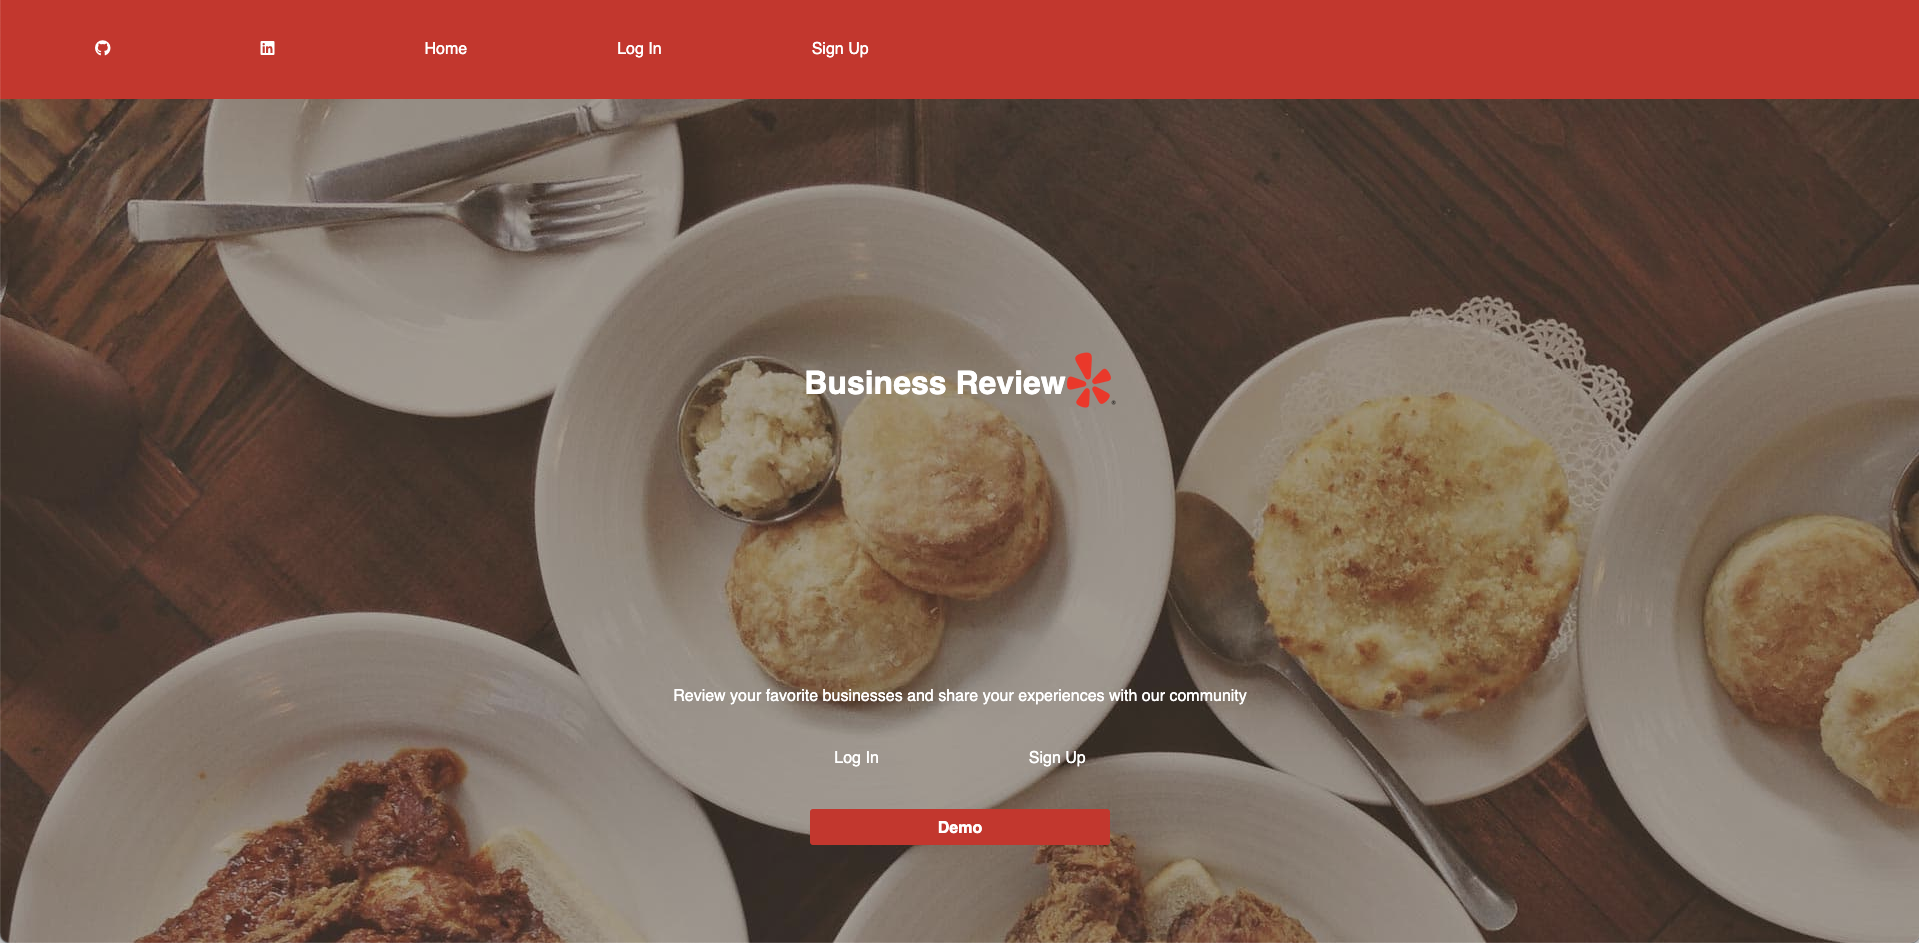 Home Log In Sign Up
Business Review
Review your favorite businesses and share your experiences with our community
Log In Sign Up
Demo